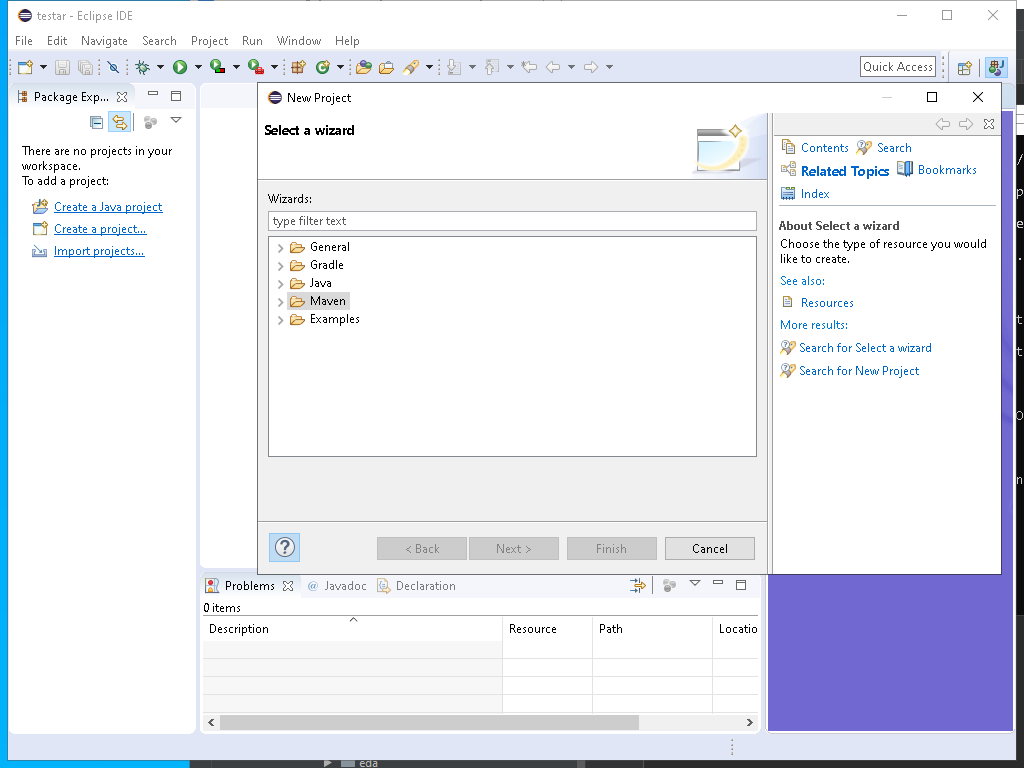 testar - Eclipse IDE
File Edit Navigate Search Project Run Window Help
Quick Access
Package Exp...
There are no projects in your
workspace.
To add a project:
Create a Java project
Create a project...
Import projects...
New Project
Select a wizard
Wizards:
type filter text
General
Gradle
Java
Maven
Examples
? < Back Next > Finish Cancel
Contents Search
Related Topics Bookmarks
Index
About Select a wizard
Choose the type of resource you would
like to create.
See also:
Resources
More results:
Search for Select a wizard
Search for New Project
Problems @ Javadoc Declaration
0 items
Description Resource Path Locatio
eda